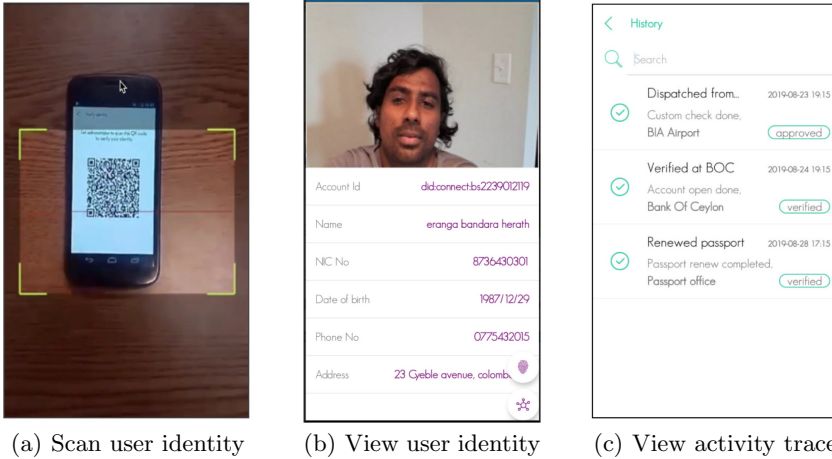 Account Id did:connect:bs2239012119
Name eranga bandara herath
NIC No 8736430301
Date of birth 1987/12/29
Phone No 0775432015
Address 23 Cyeble avenue,
History
Search
Dispatched from... 2019-08-23 19:15
Custom check done,
BIA Airport approved
Verified at BOC 2019-08-24 19:15
Account open done,
Bank Of Ceylon verified
Renewed passport 2019-08-28 17:15
Passport renew completed,
Passport office verified
(a) Scan user identity (b) View user identity (c) View activity trace